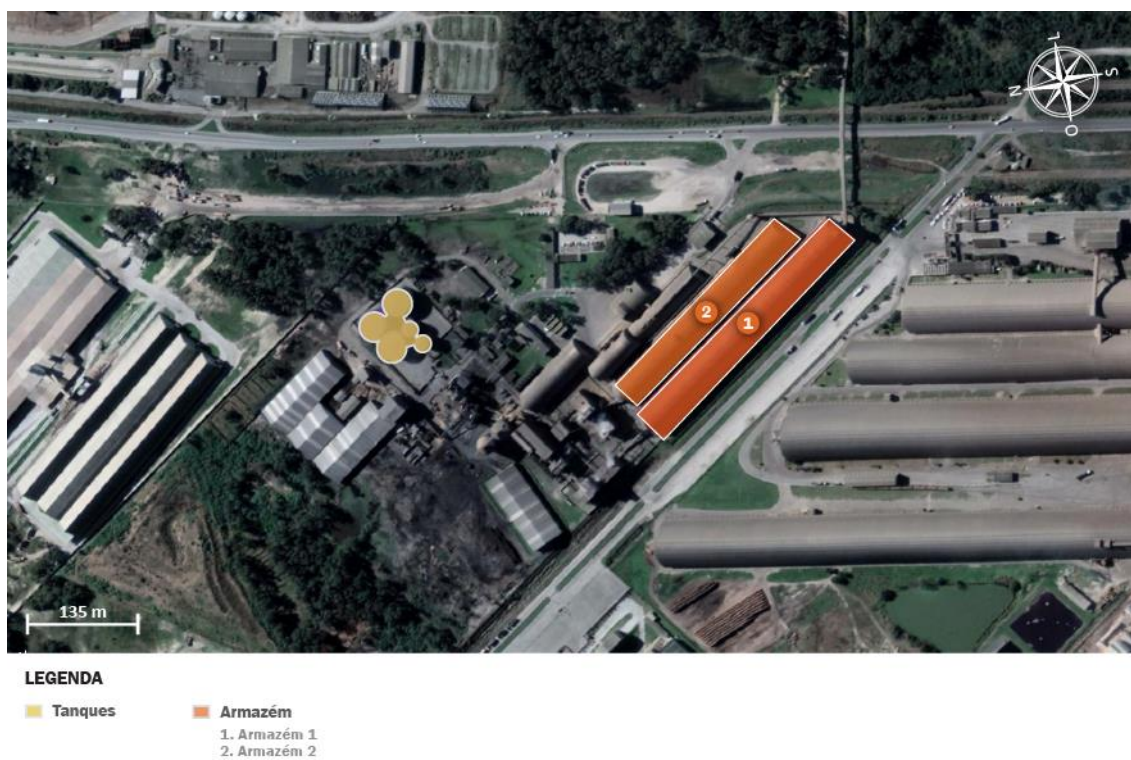 L
N
S
O
2
1
135 m
LEGENDA
Tanques
Armazém
1. Armazém 1
2. Armazém 2